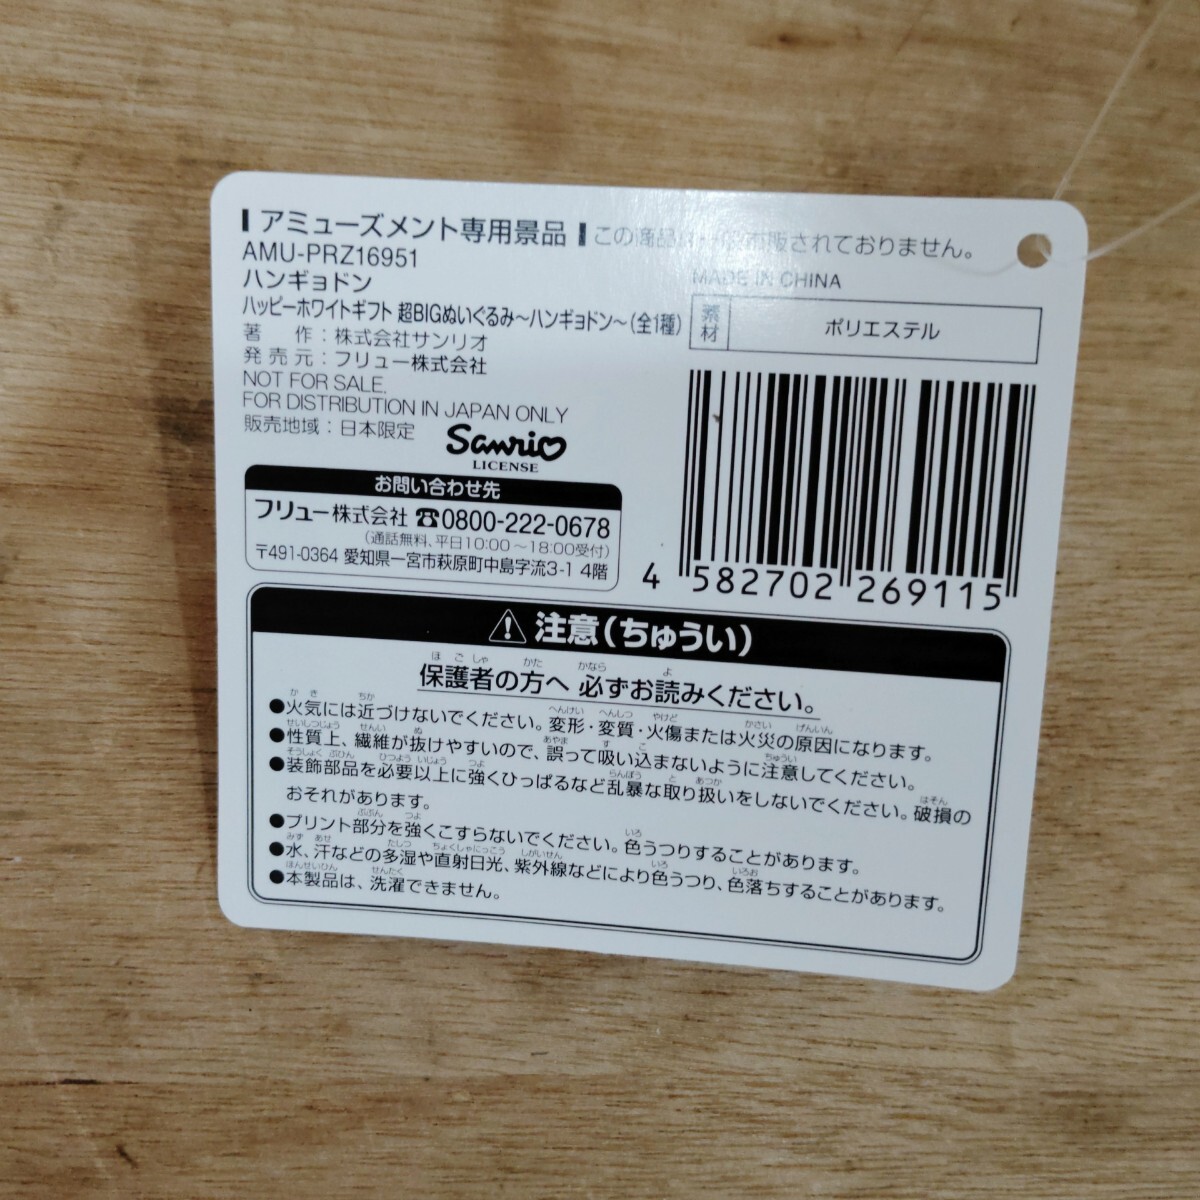 アミューズメント専用景品 この商品は一般市販されておりません。
AMU-PRZ16951
MADE IN CHINA
ハンギョドン
ハッピーホワイトギフト 超BIGぬいぐるみ〜ハンギョドン〜(全1種)
素材 ポリエステル
著 作：株式会社サンリオ
発 売 元：フリュー株式会社
NOT FOR SALE.
FOR DISTRIBUTION IN JAPAN ONLY
販売地域：日本限定
Sanrio
LICENSE
お問い合わせ先
フリュー株式会社 ☎0800-222-0678
(通話無料、平日10:00〜18:00受付)
〒491-0364 愛知県一宮市萩原町中島字流3-1 4階
4 582702 269115
⚠ 注意(ちゅうい)
保護者の方へ 必ずお読みください。
●火気には近づけないでください。変形・変質・火傷または火災の原因になります。
●性質上、繊維が抜けやすいので、誤って吸い込まないように注意してください。
●装飾部品を必要以上に強くひっぱるなど乱暴な取り扱いをしないでください。破損の
おそれがあります。
●プリント部分を強くこすらないでください。色うつりすることがあります。
●水、汗などの多湿や直射日光、紫外線などにより色うつり、色落ちすることがあります。
●本製品は、洗濯できません。